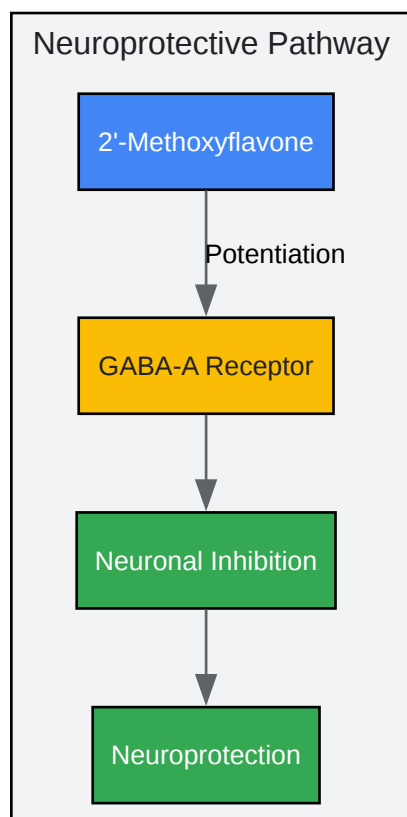 Neuroprotective Pathway
2'-Methoxyflavone
Potentiation
GABA-A Receptor
Neuronal Inhibition
Neuroprotection